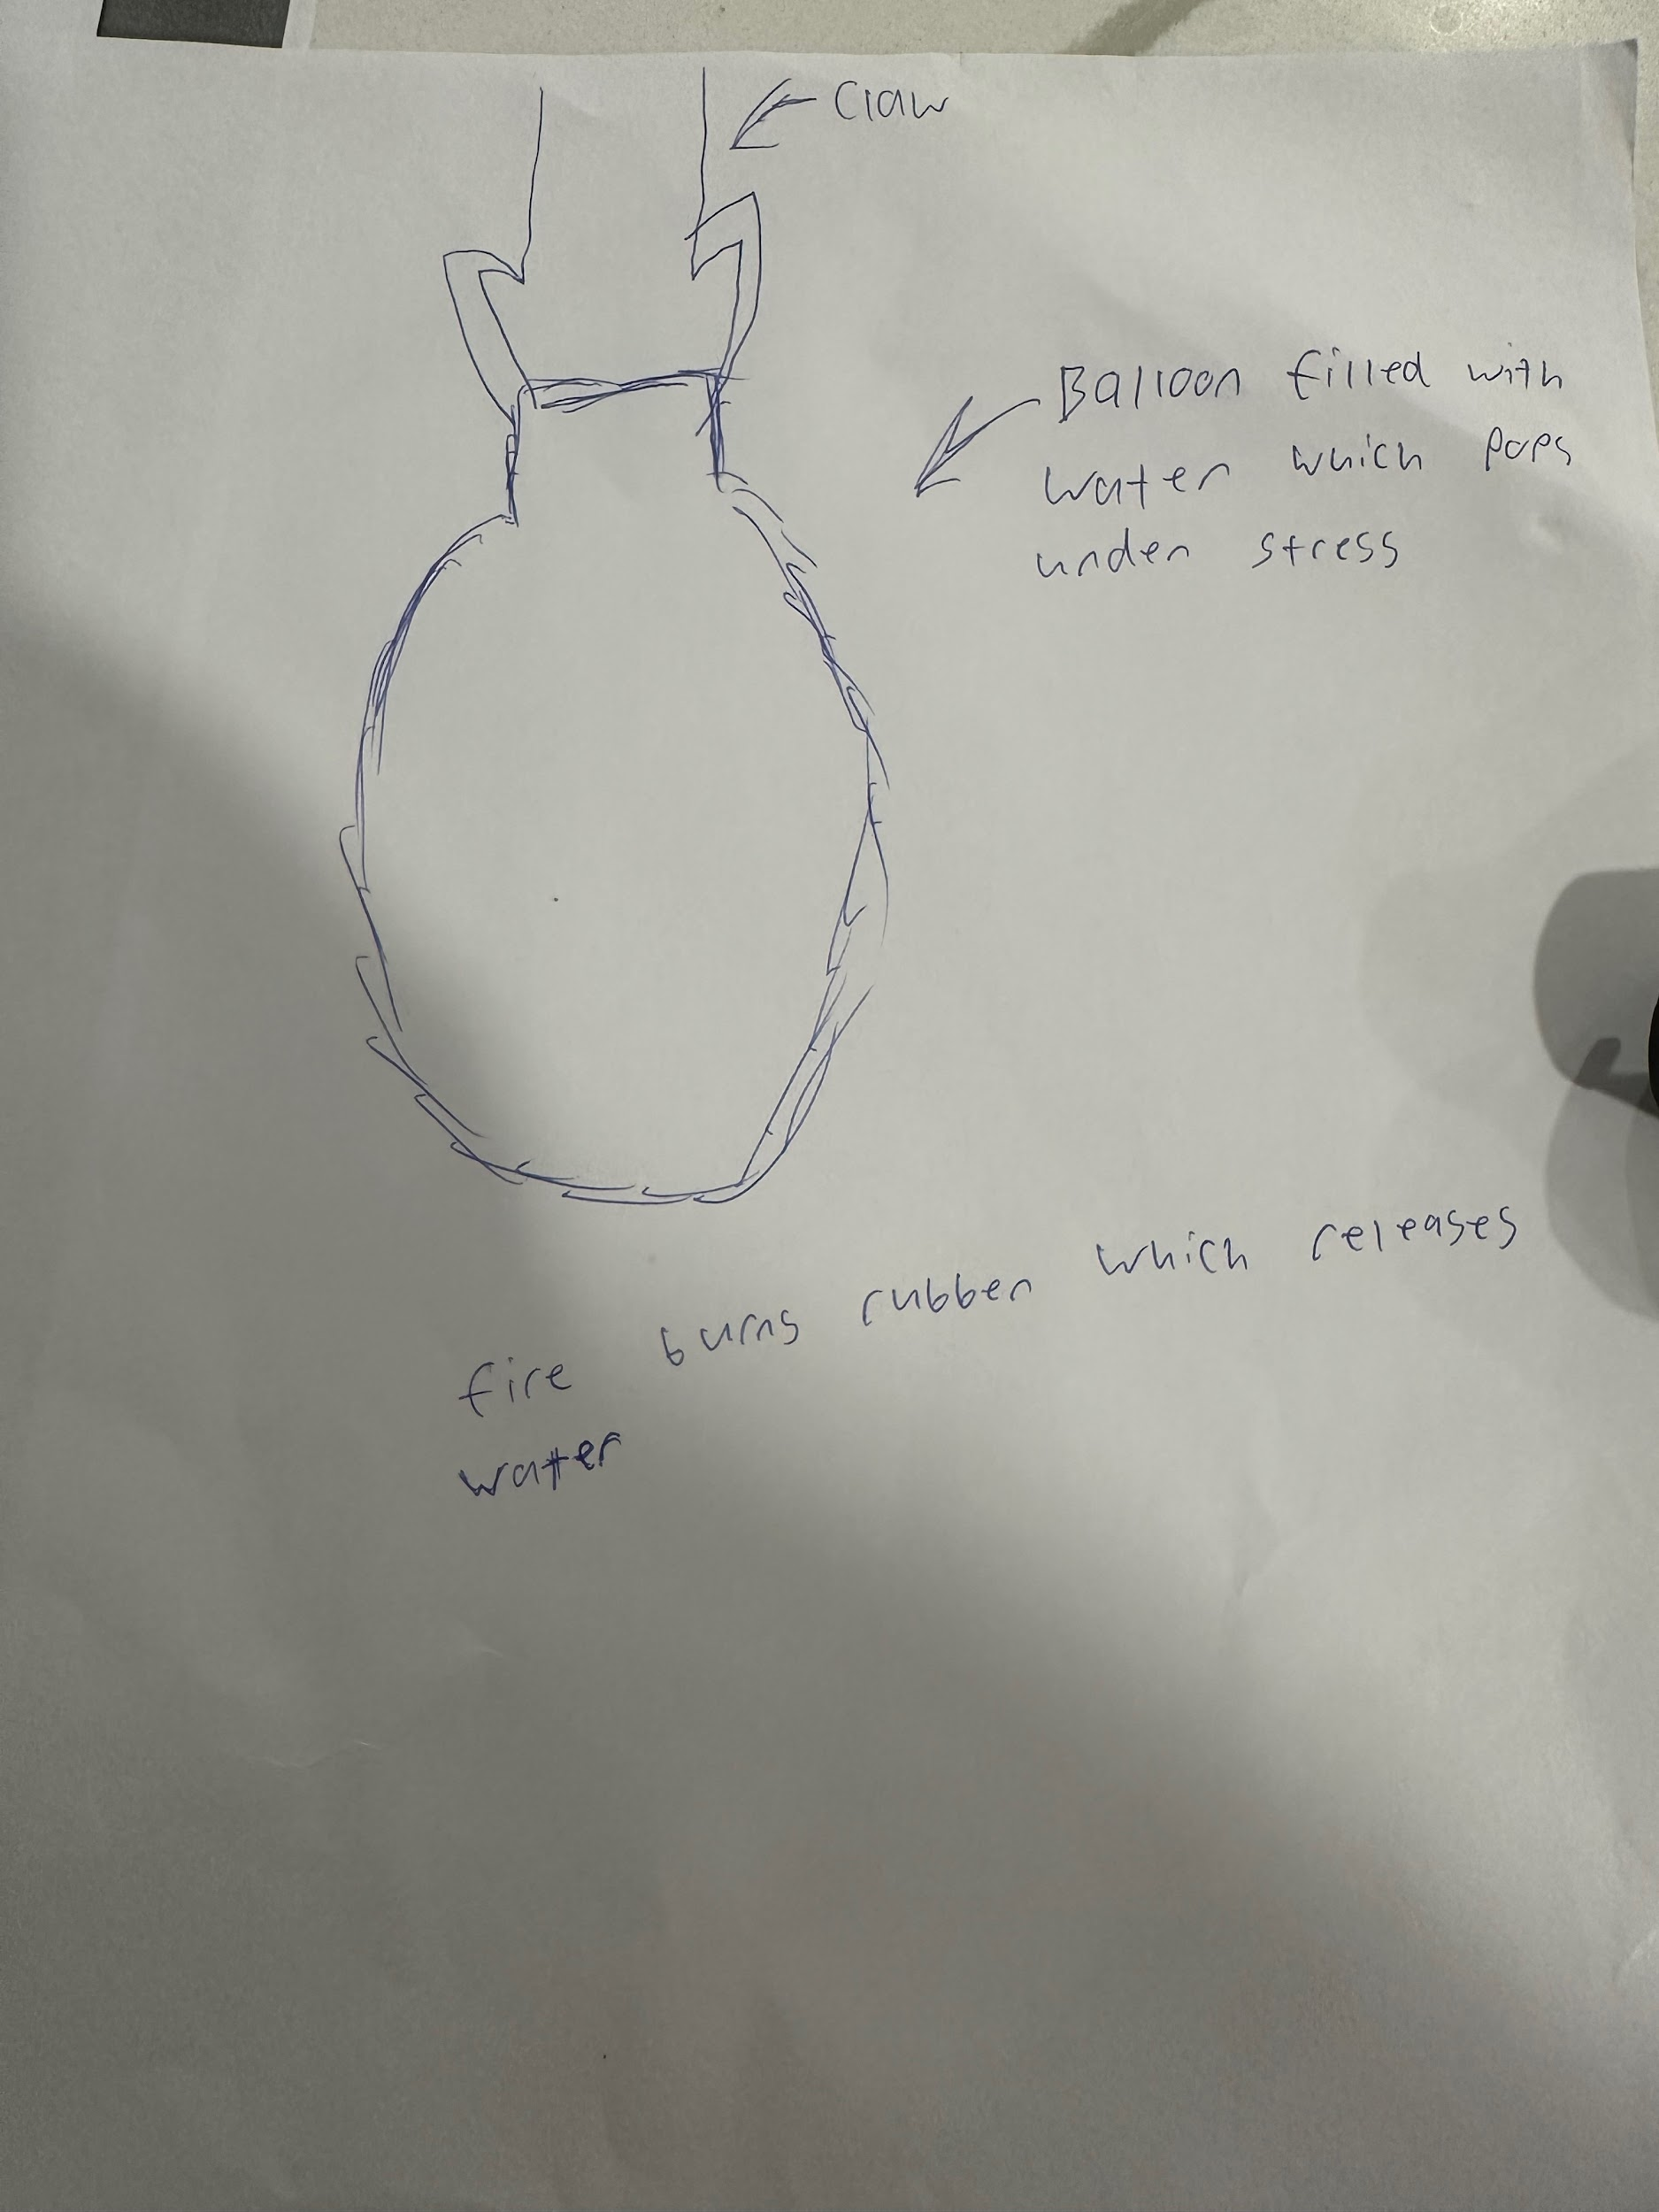 Claw
Balloon filled with
water which pops
under stress
fire burns rubber which releases
water